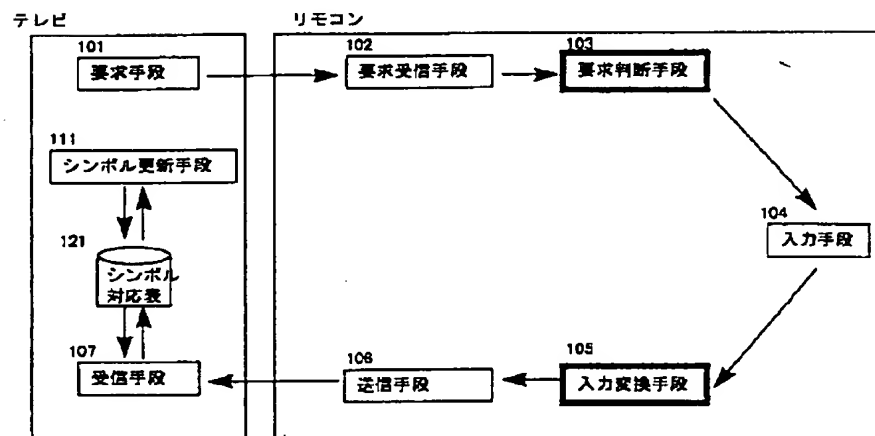 テレビ
リモコン
101
要求手段
102
要求受信手段
103
要求判断手段
111
シンボル更新手段
104
入力手段
121
シンボル
対応表
107
受信手段
106
送信手段
105
入力変換手段